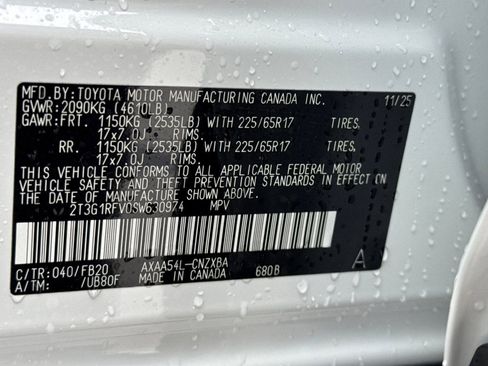 MFD.BY:TOYOTA MOTOR MANUFACTURING CANADA INC. 11/25
GVWR:2090KG (4610LB)
GAWR:FRT. 1150KG (2535LB) WITH 225/65R17 TIRES.
17x7.0J RIMS.
RR. 1150KG (2535LB) WITH 225/65R17 TIRES.
17x7.0J RIMS.
THIS VEHICLE CONFORMS TO ALL APPLICABLE FEDERAL MOTOR
VEHICLE SAFETY AND THEFT PREVENTION STANDARDS IN EFFECT ON
THE DATE OF MANUFACTURE SHOWN ABOVE.
2T3G1RFV0SW630974 MPV
C/TR:040/FB20 AXAA54L-CNZXBA A
A/TM: /UB80F MADE IN CANADA 680B